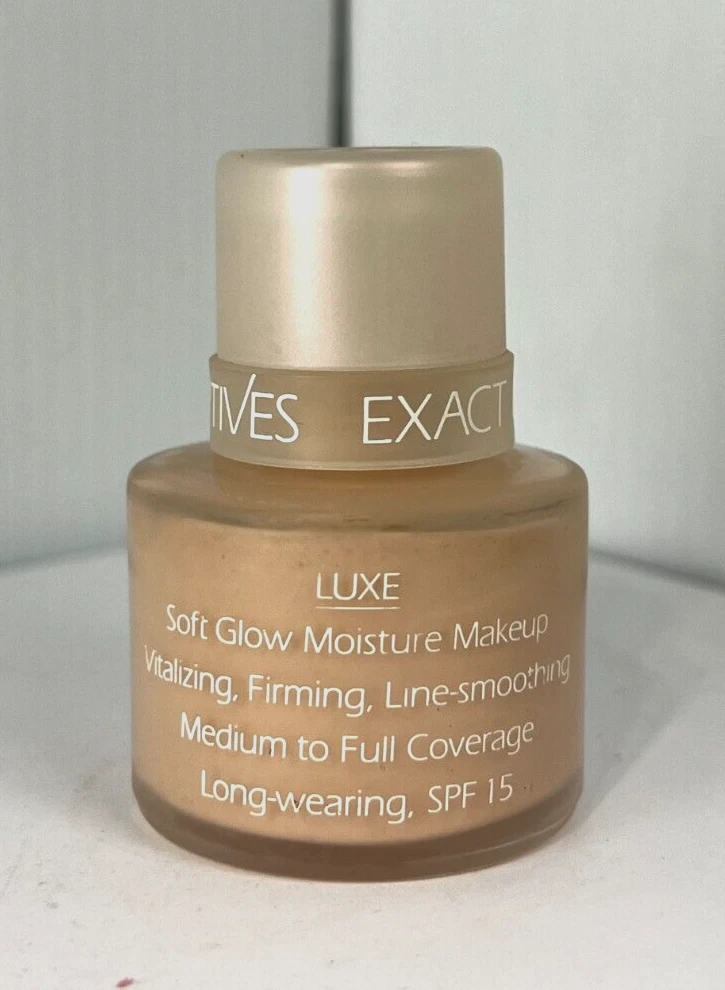 TIVES EXACT
LUXE
Soft Glow Moisture Makeup
Vitalizing, Firming, Line-smoothing
Medium to Full Coverage
Long-wearing, SPF 15